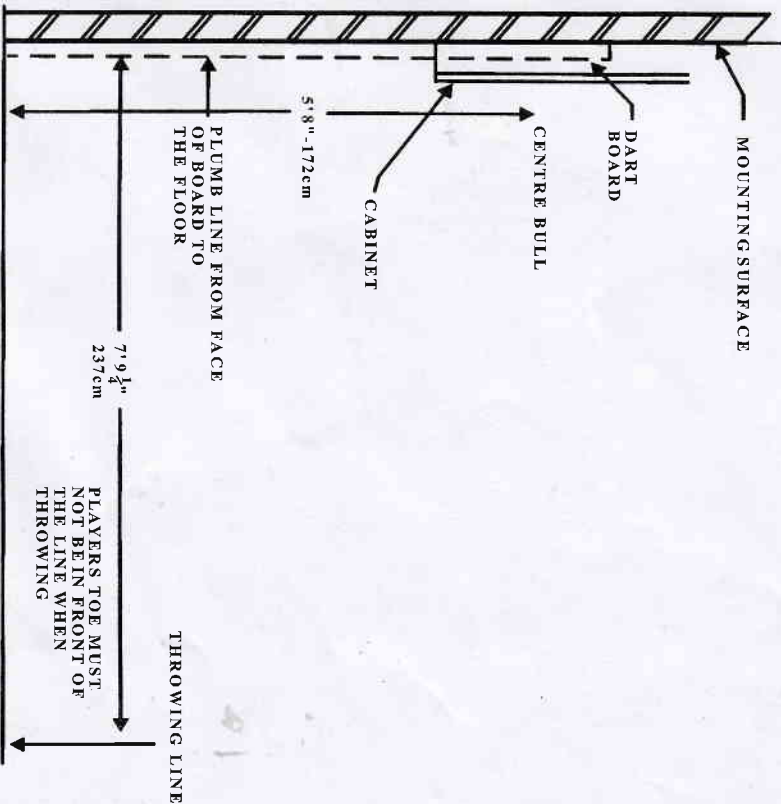 MOUNTING SURFACE
DART
BOARD
CENTRE BULL
CABINET
5'8"-172cm
PLUMB LINE FROM FACE
OF BOARD TO
THE FLOOR
7'9¼"
237cm
PLAYERS TOE MUST
NOT BE IN FRONT OF
THE LINE WHEN
THROWING
THROWING LINE